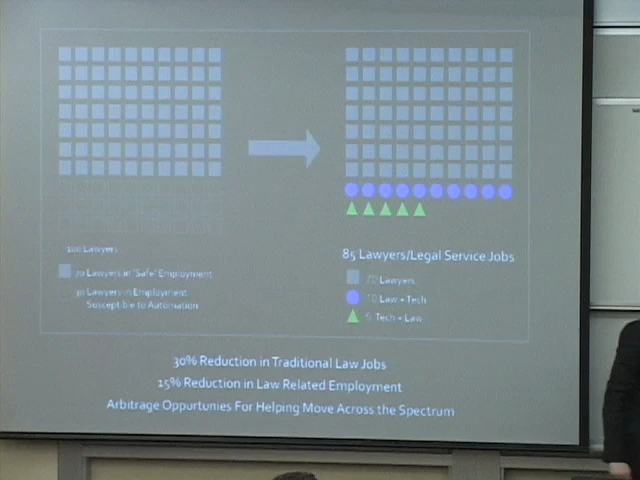 100 Lawyers
70 Lawyers in "Safe" Employment
30 Lawyers in Employment
Susceptible to Automation
85 Lawyers/Legal Service Jobs
70 Lawyers
10 Law + Tech
5 Tech + Law
30% Reduction in Traditional Law Jobs
15% Reduction in Law Related Employment
Arbitrage Oppurtunies For Helping Move Across the Spectrum